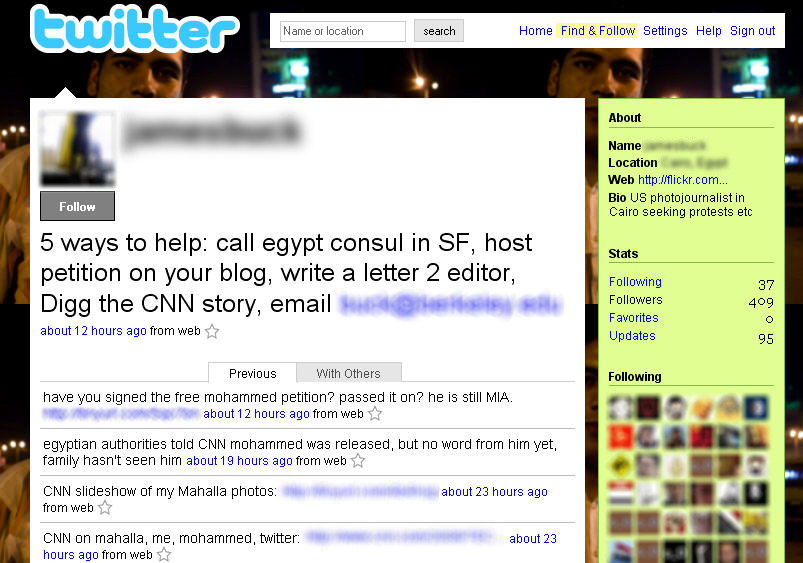 twitter
Name or location
search
Home Find & Follow Settings Help Sign out
Follow
5 ways to help: call egypt consul in SF, host
petition on your blog, write a letter 2 editor,
Digg the CNN story, email
about 12 hours ago from web
Previous
With Others
have you signed the free mohammed petition? passed it on? he is still MIA.
about 12 hours ago from web
egyptian authorities told CNN mohammed was released, but no word from him yet,
family hasn't seen him about 19 hours ago from web
CNN slideshow of my Mahalla photos: about 23 hours ago
from web
CNN on mahalla, me, mohammed, twitter: about 23
hours ago from web
About
Name
Location
Web http://flickr.com...
Bio US photojournalist in
Cairo seeking protests etc
Stats
Following 37
Followers 409
Favorites 0
Updates 95
Following